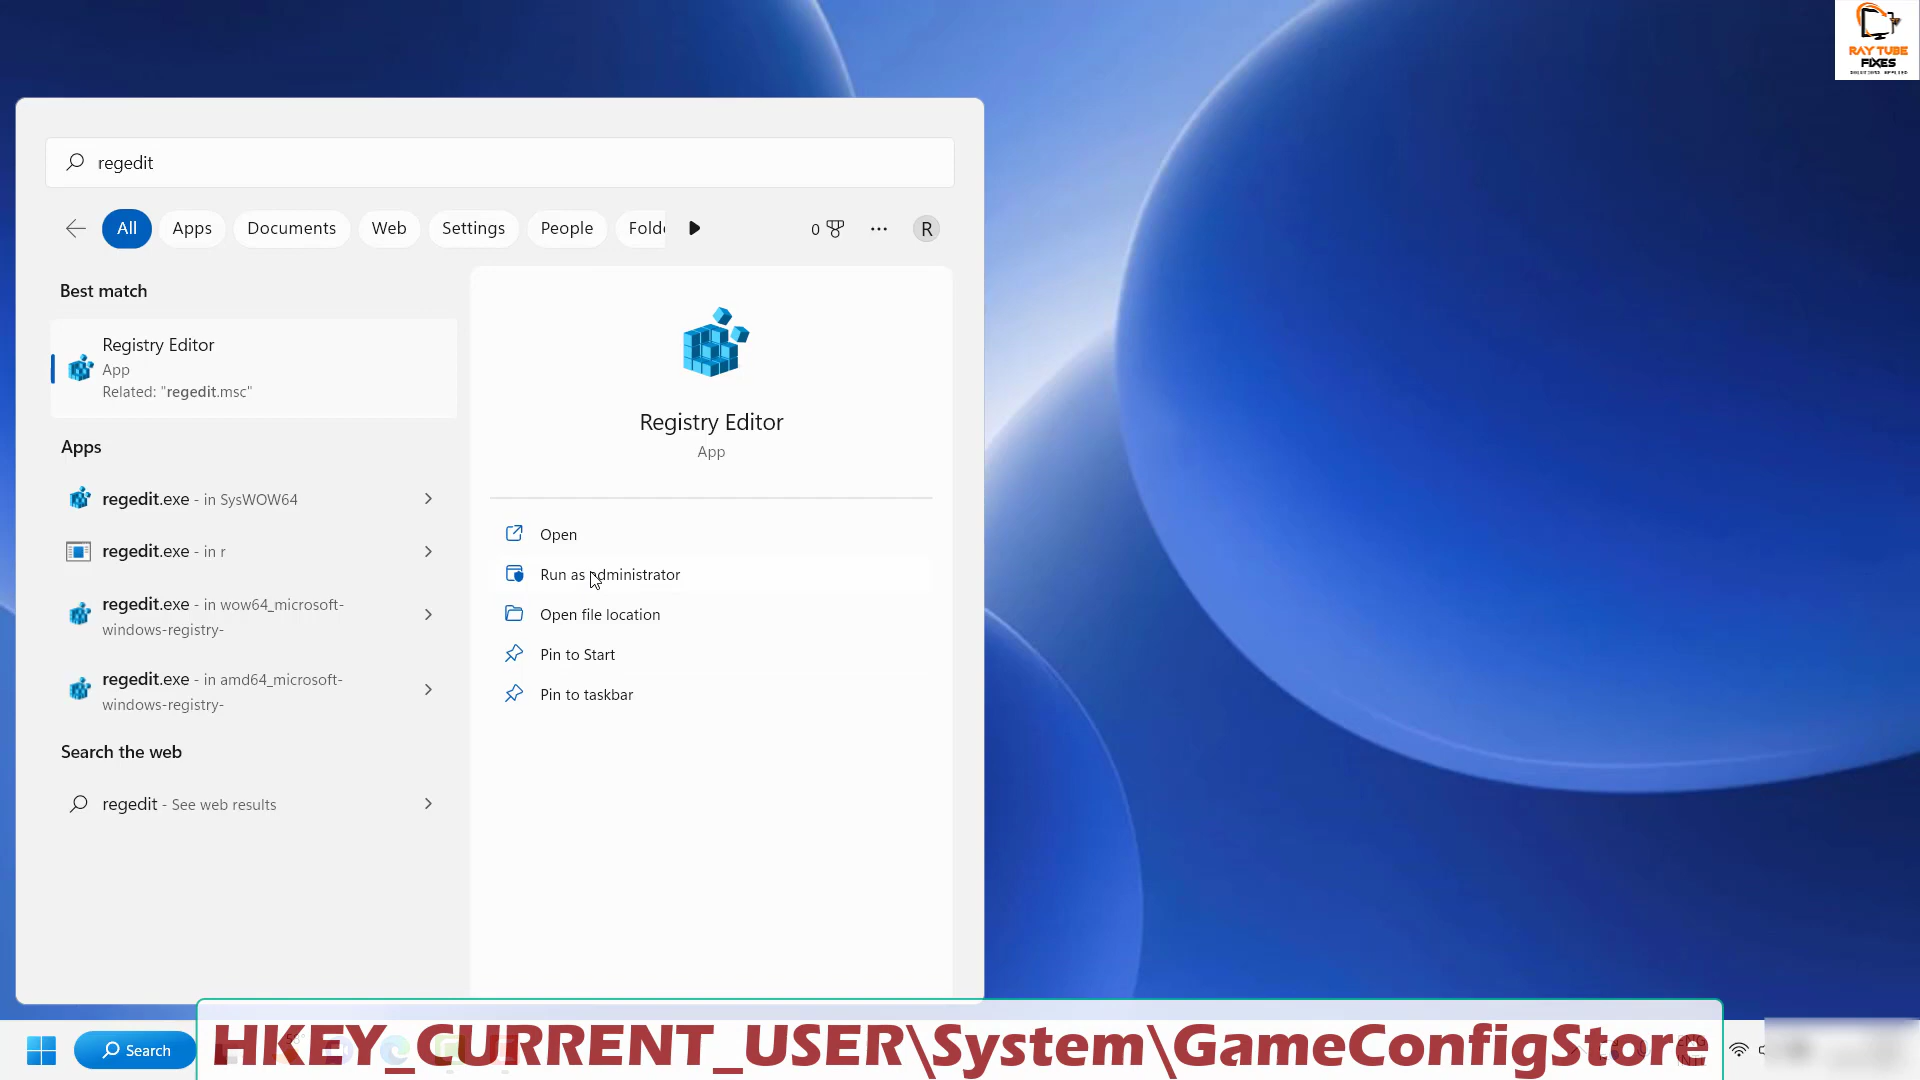 RAY TUBE
FIXES
regedit
All Apps Documents Web Settings People Folde 0 R
Best match
Registry Editor
App
Related: "regedit.msc"
Apps
regedit.exe - in SysWOW64
regedit.exe - in r
regedit.exe - in wow64_microsoft-
windows-registry-
regedit.exe - in amd64_microsoft-
windows-registry-
Search the web
regedit - See web results
Registry Editor
App
Open
Run as administrator
Open file location
Pin to Start
Pin to taskbar
Search
HKEY_CURRENT_USER\System\GameConfigStore